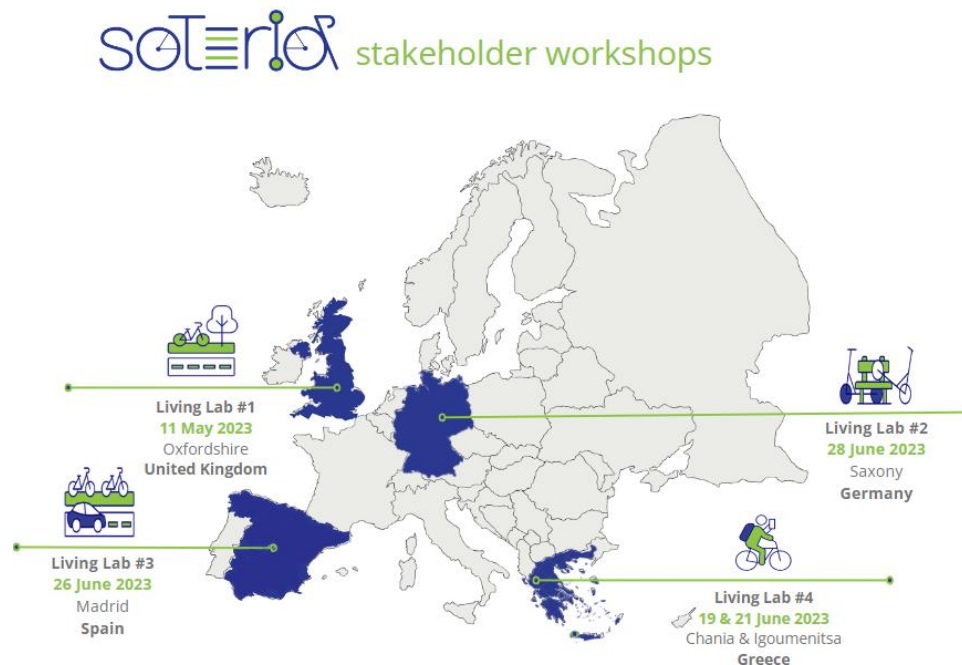 soteria stakeholder workshops
Living Lab #1
11 May 2023
Oxfordshire
United Kingdom
Living Lab #2
28 June 2023
Saxony
Germany
Living Lab #3
26 June 2023
Madrid
Spain
Living Lab #4
19 & 21 June 2023
Chania & Igoumenitsa
Greece